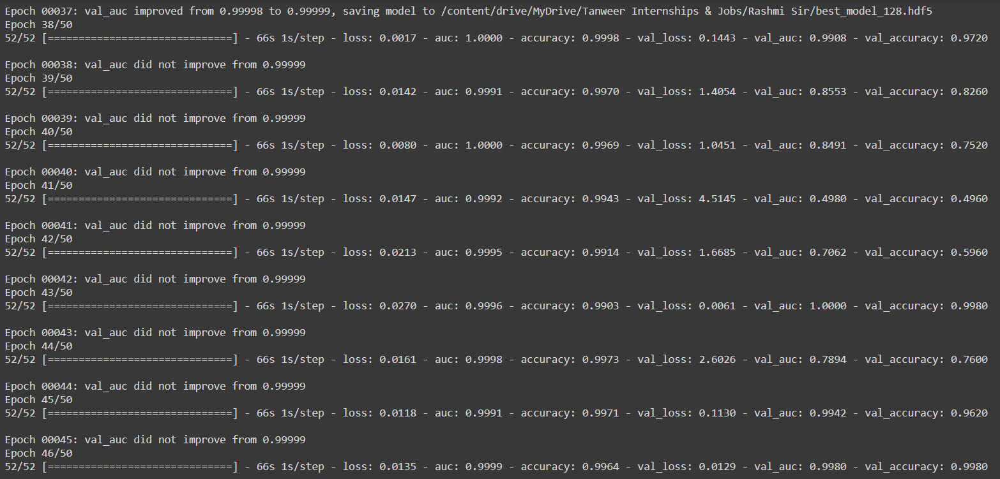 Epoch 00037: val_auc improved from 0.99998 to 0.99999, saving model to /content/drive/MyDrive/Tanweer Internships & Jobs/Rashmi Sir/best_model_128.hdf5
Epoch 38/50
52/52 [==============================] - 66s 1s/step - loss: 0.0017 - auc: 1.0000 - accuracy: 0.9998 - val_loss: 0.1443 - val_auc: 0.9908 - val_accuracy: 0.9720
Epoch 00038: val_auc did not improve from 0.99999
Epoch 39/50
52/52 [==============================] - 66s 1s/step - loss: 0.0142 - auc: 0.9991 - accuracy: 0.9970 - val_loss: 1.4054 - val_auc: 0.8553 - val_accuracy: 0.8260
Epoch 00039: val_auc did not improve from 0.99999
Epoch 40/50
52/52 [==============================] - 66s 1s/step - loss: 0.0080 - auc: 1.0000 - accuracy: 0.9969 - val_loss: 1.0451 - val_auc: 0.8491 - val_accuracy: 0.7520
Epoch 00040: val_auc did not improve from 0.99999
Epoch 41/50
52/52 [==============================] - 66s 1s/step - loss: 0.0147 - auc: 0.9992 - accuracy: 0.9943 - val_loss: 4.5145 - val_auc: 0.4980 - val_accuracy: 0.4960
Epoch 00041: val_auc did not improve from 0.99999
Epoch 42/50
52/52 [==============================] - 66s 1s/step - loss: 0.0213 - auc: 0.9995 - accuracy: 0.9914 - val_loss: 1.6685 - val_auc: 0.7062 - val_accuracy: 0.5960
Epoch 00042: val_auc did not improve from 0.99999
Epoch 43/50
52/52 [==============================] - 66s 1s/step - loss: 0.0270 - auc: 0.9996 - accuracy: 0.9903 - val_loss: 0.0061 - val_auc: 1.0000 - val_accuracy: 0.9980
Epoch 00043: val_auc did not improve from 0.99999
Epoch 44/50
52/52 [==============================] - 66s 1s/step - loss: 0.0161 - auc: 0.9998 - accuracy: 0.9973 - val_loss: 2.6026 - val_auc: 0.7894 - val_accuracy: 0.7600
Epoch 00044: val_auc did not improve from 0.99999
Epoch 45/50
52/52 [==============================] - 66s 1s/step - loss: 0.0118 - auc: 0.9991 - accuracy: 0.9971 - val_loss: 0.1130 - val_auc: 0.9942 - val_accuracy: 0.9620
Epoch 00045: val_auc did not improve from 0.99999
Epoch 46/50
52/52 [==============================] - 66s 1s/step - loss: 0.0135 - auc: 0.9999 - accuracy: 0.9964 - val_loss: 0.0129 - val_auc: 0.9980 - val_accuracy: 0.9980